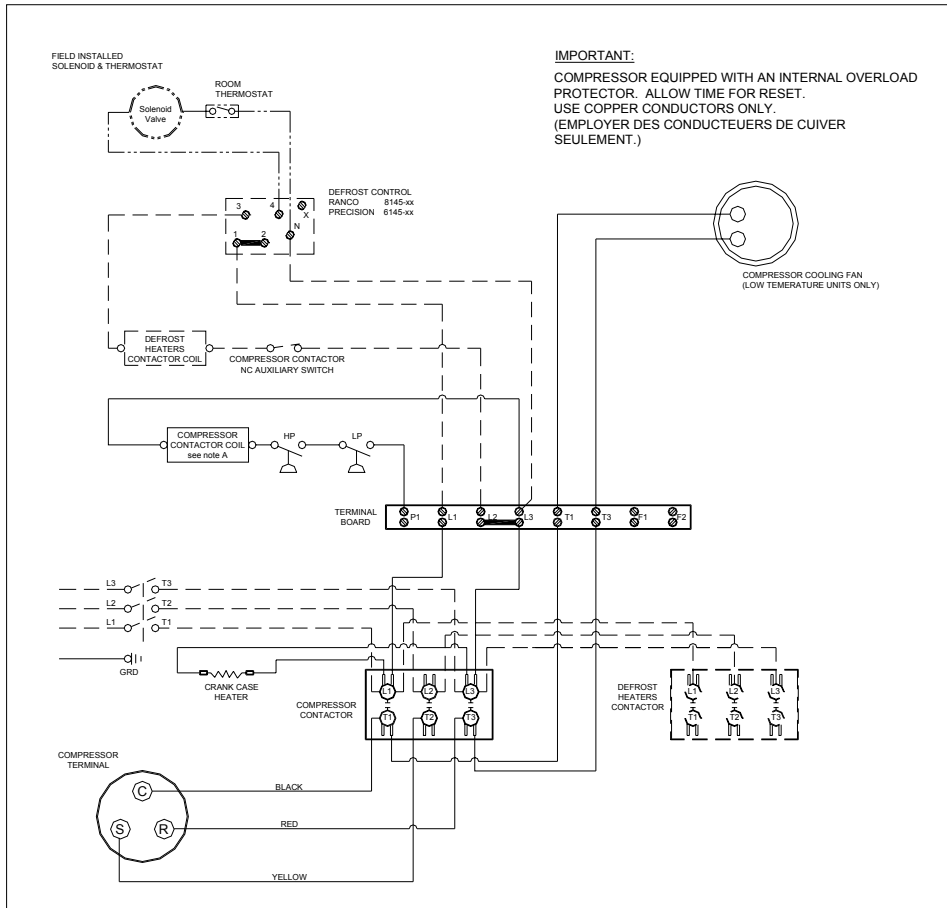 FIELD INSTALLED
SOLENOID & THERMOSTAT
ROOM
THERMOSTAT
Solenoid
Valve
IMPORTANT:
COMPRESSOR EQUIPPED WITH AN INTERNAL OVERLOAD
PROTECTOR. ALLOW TIME FOR RESET.
USE COPPER CONDUCTORS ONLY.
(EMPLOYER DES CONDUCTEUERS DE CUIVER
SEULEMENT.)
DEFROST CONTROL
RANCO 8145-xx
PRECISION 6145-xx
3 4 X
1 2 N
COMPRESSOR COOLING FAN
(LOW TEMERATURE UNITS ONLY)
DEFROST
HEATERS
CONTACTOR COIL
COMPRESSOR CONTACTOR
NC AUXILIARY SWITCH
COMPRESSOR
CONTACTOR COIL
see note A
HP LP
TERMINAL
BOARD
P1 L1 L2 L3 T1 T3 F1 F2
L3 T3
L2 T2
L1 T1
GRD
CRANK CASE
HEATER
COMPRESSOR
CONTACTOR
L1 L2 L3
T1 T2 T3
DEFROST
HEATERS
CONTACTOR
L1 L2 L3
T1 T2 T3
COMPRESSOR
TERMINAL
C
S R
BLACK
RED
YELLOW